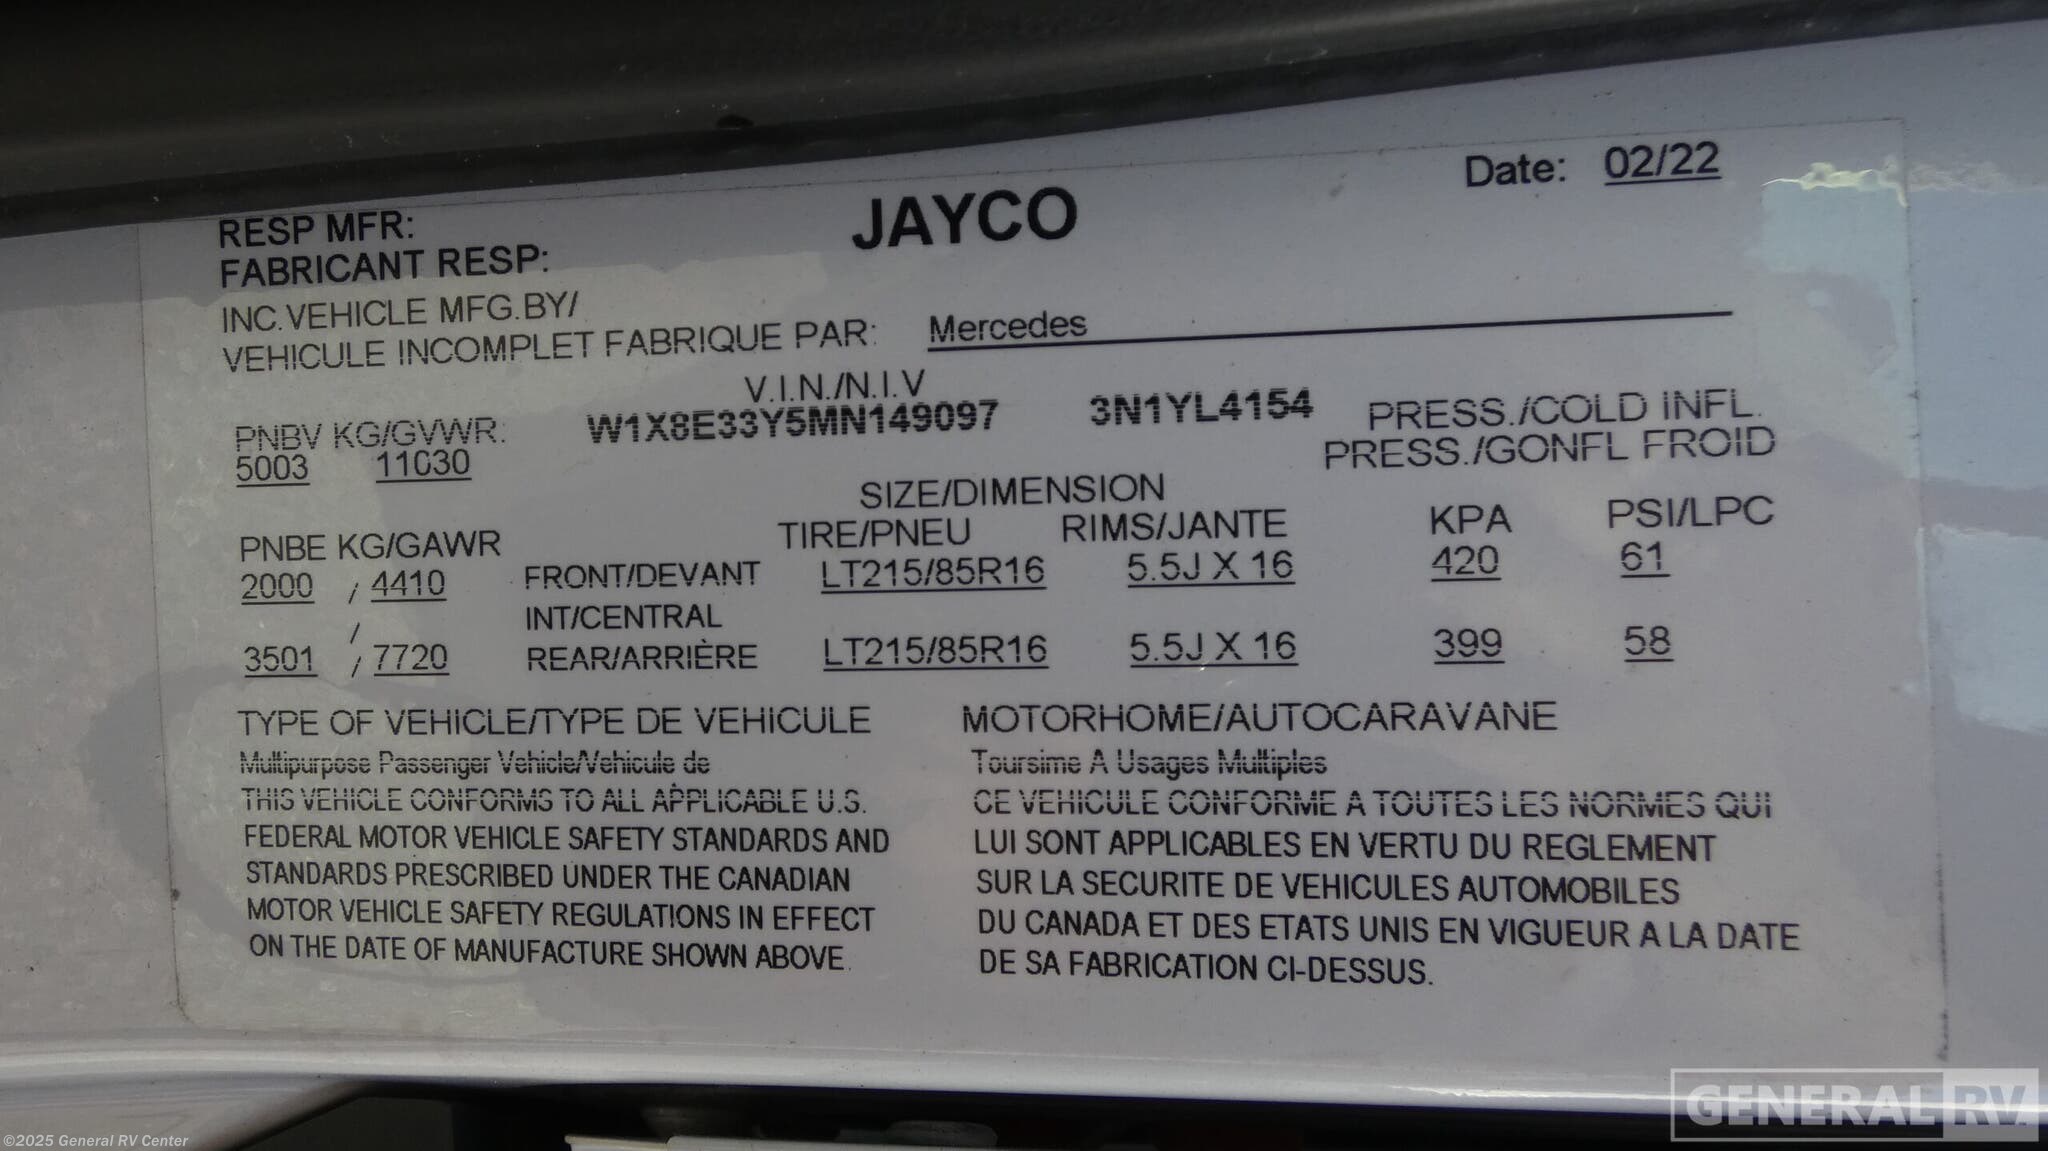 Date: 02/22
RESP MFR:
JAYCO
FABRICANT RESP:
INC.VEHICLE MFG.BY/
VEHICULE INCOMPLET FABRIQUE PAR: Mercedes
V.I.N./N.I.V
PNBV KG/GVWR: W1X8E33Y5MN149097 3N1YL4154 PRESS./COLD INFL.
5003 11030 PRESS./GONFL FROID
SIZE/DIMENSION
PNBE KG/GAWR TIRE/PNEU RIMS/JANTE KPA PSI/LPC
2000 / 4410 FRONT/DEVANT LT215/85R16 5.5J X 16 420 61
/ INT/CENTRAL
3501 / 7720 REAR/ARRIÈRE LT215/85R16 5.5J X 16 399 58
TYPE OF VEHICLE/TYPE DE VEHICULE MOTORHOME/AUTOCARAVANE
Multipurpose Passenger Vehicle/Vehicule de Toursime A Usages Multiples
THIS VEHICLE CONFORMS TO ALL APPLICABLE U.S.
FEDERAL MOTOR VEHICLE SAFETY STANDARDS AND
STANDARDS PRESCRIBED UNDER THE CANADIAN
MOTOR VEHICLE SAFETY REGULATIONS IN EFFECT
ON THE DATE OF MANUFACTURE SHOWN ABOVE.
CE VEHICULE CONFORME A TOUTES LES NORMES QUI
LUI SONT APPLICABLES EN VERTU DU REGLEMENT
SUR LA SECURITE DE VEHICULES AUTOMOBILES
DU CANADA ET DES ETATS UNIS EN VIGUEUR A LA DATE
DE SA FABRICATION CI-DESSUS.
GENERAL RV
©2025 General RV Center